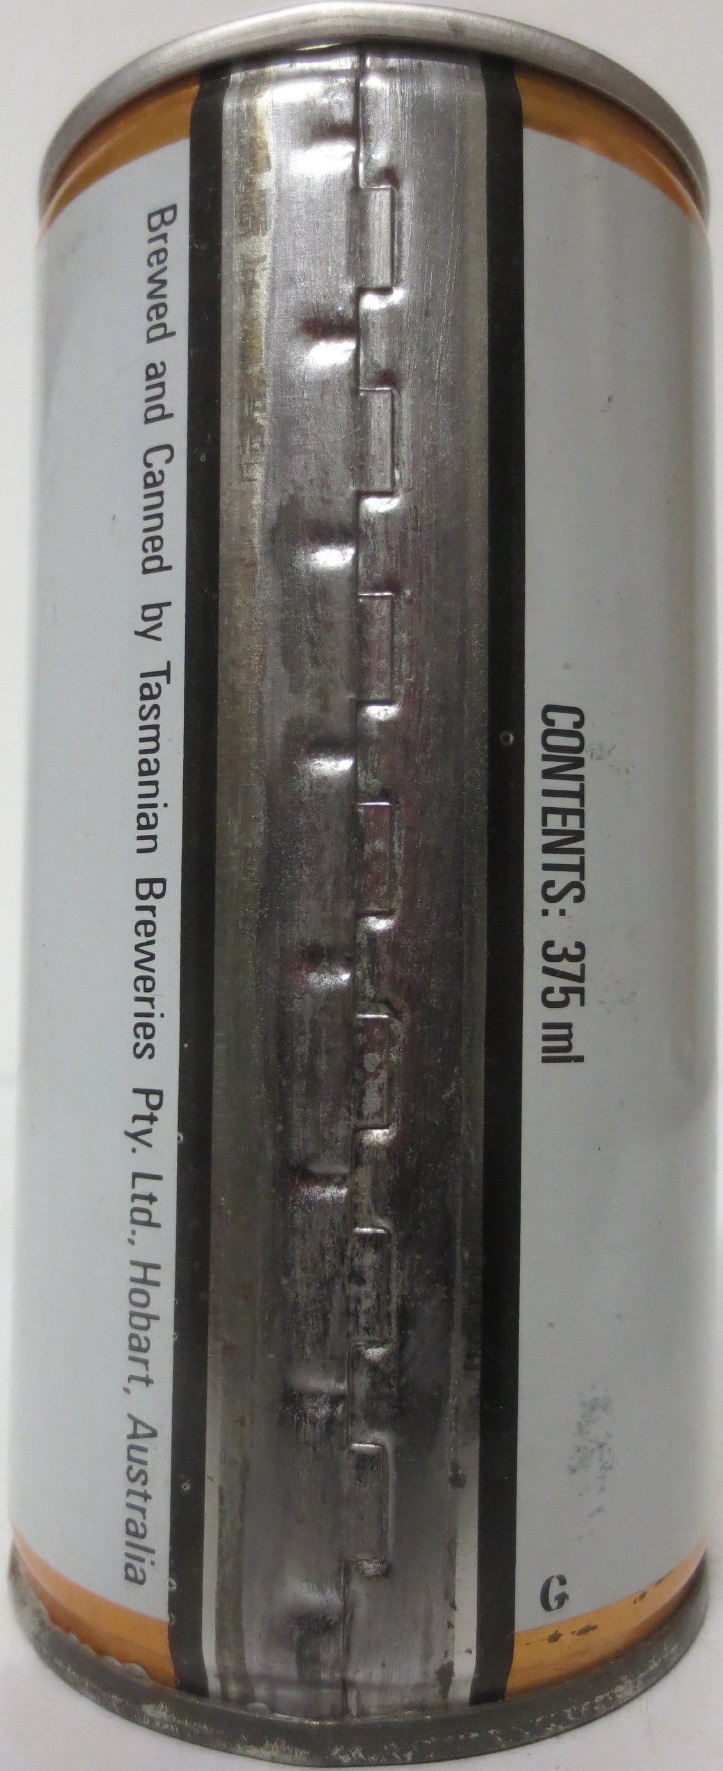 Brewed and Canned by Tasmanian Breweries Pty. Ltd., Hobart, Australia
CONTENTS: 375 ml
G